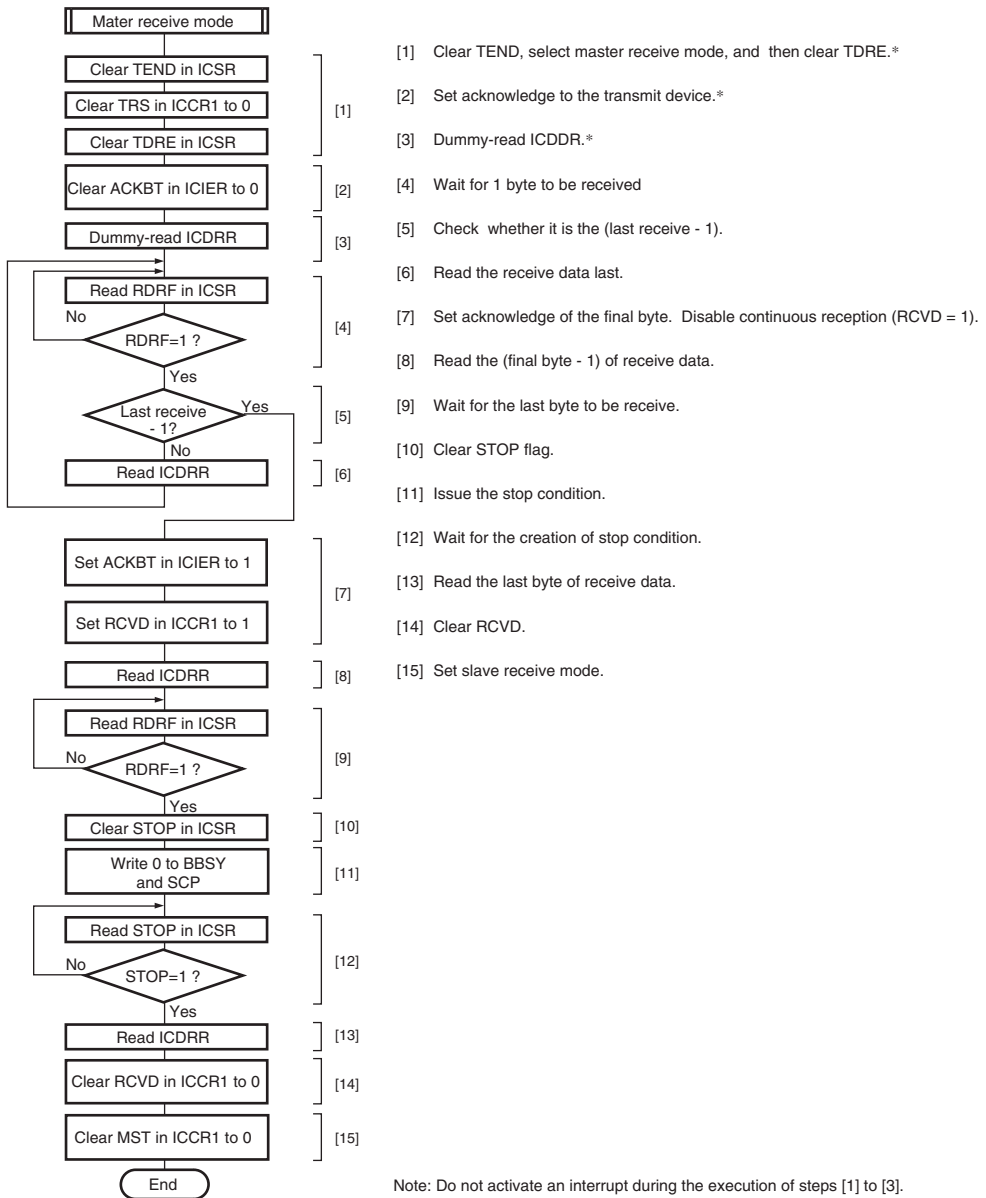 Mater receive mode
Clear TEND in ICSR
Clear TRS in ICCR1 to 0
Clear TDRE in ICSR
[1]
Clear ACKBT in ICIER to 0
[2]
Dummy-read ICDRR
[3]
Read RDRF in ICSR
No
RDRF=1 ?
[4]
Yes
Last receive
- 1?
Yes
[5]
No
Read ICDRR
[6]
Set ACKBT in ICIER to 1
Set RCVD in ICCR1 to 1
[7]
Read ICDRR
[8]
Read RDRF in ICSR
No
RDRF=1 ?
[9]
Yes
Clear STOP in ICSR
[10]
Write 0 to BBSY
and SCP
[11]
Read STOP in ICSR
No
STOP=1 ?
[12]
Yes
Read ICDRR
[13]
Clear RCVD in ICCR1 to 0
[14]
Clear MST in ICCR1 to 0
[15]
End
[1] Clear TEND, select master receive mode, and then clear TDRE.*
[2] Set acknowledge to the transmit device.*
[3] Dummy-read ICDDR.*
[4] Wait for 1 byte to be received
[5] Check whether it is the (last receive - 1).
[6] Read the receive data last.
[7] Set acknowledge of the final byte. Disable continuous reception (RCVD = 1).
[8] Read the (final byte - 1) of receive data.
[9] Wait for the last byte to be receive.
[10] Clear STOP flag.
[11] Issue the stop condition.
[12] Wait for the creation of stop condition.
[13] Read the last byte of receive data.
[14] Clear RCVD.
[15] Set slave receive mode.
Note: Do not activate an interrupt during the execution of steps [1] to [3].